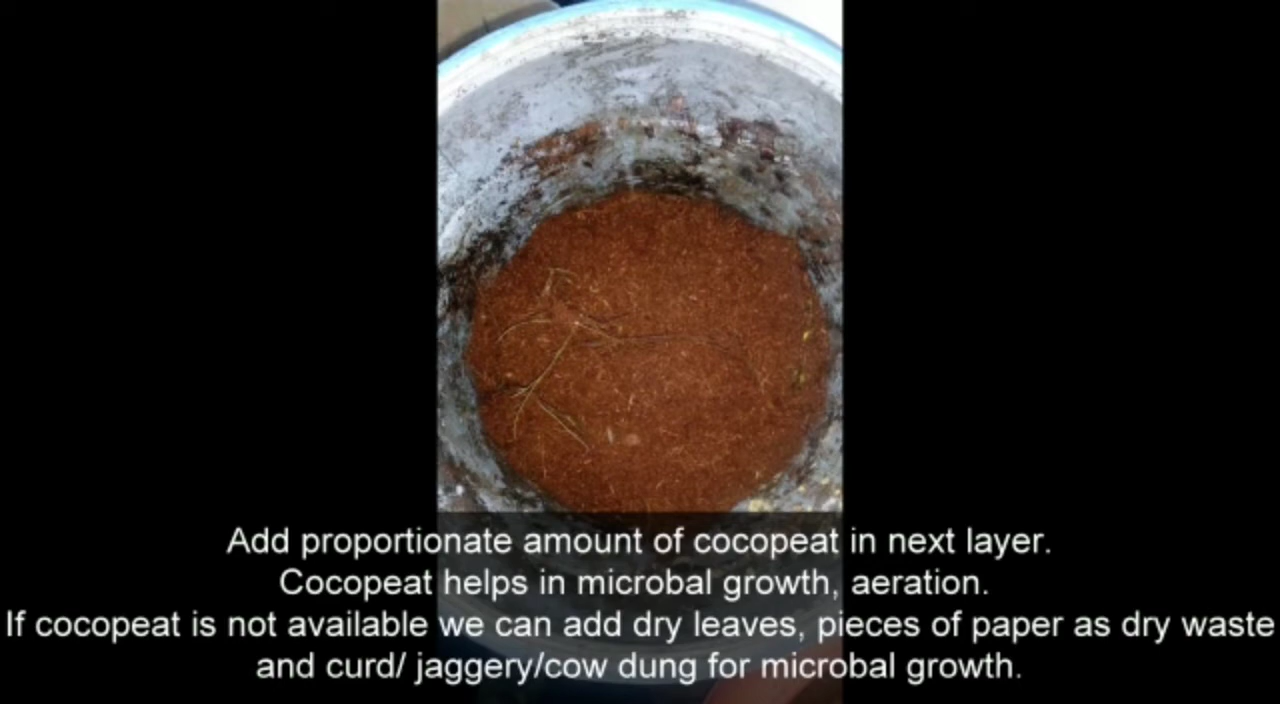 Add proportionate amount of cocopeat in next layer.
Cocopeat helps in microbal growth, aeration.
If cocopeat is not available we can add dry leaves, pieces of paper as dry waste
and curd/ jaggery/cow dung for microbal growth.